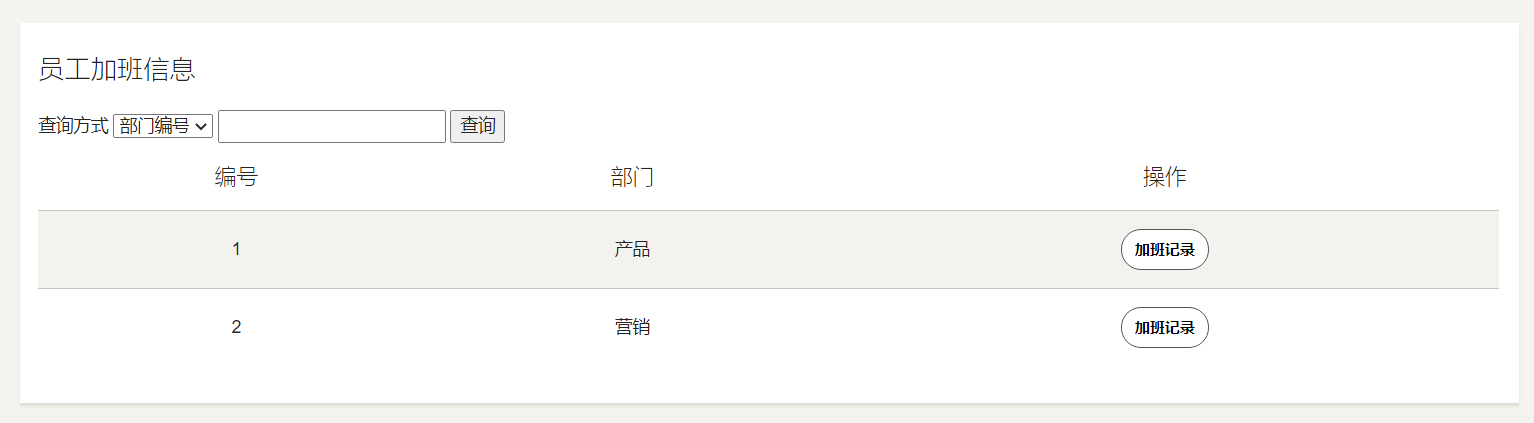 员工加班信息
查询方式 部门编号 查询
编号 部门 操作
1 产品 加班记录
2 营销 加班记录